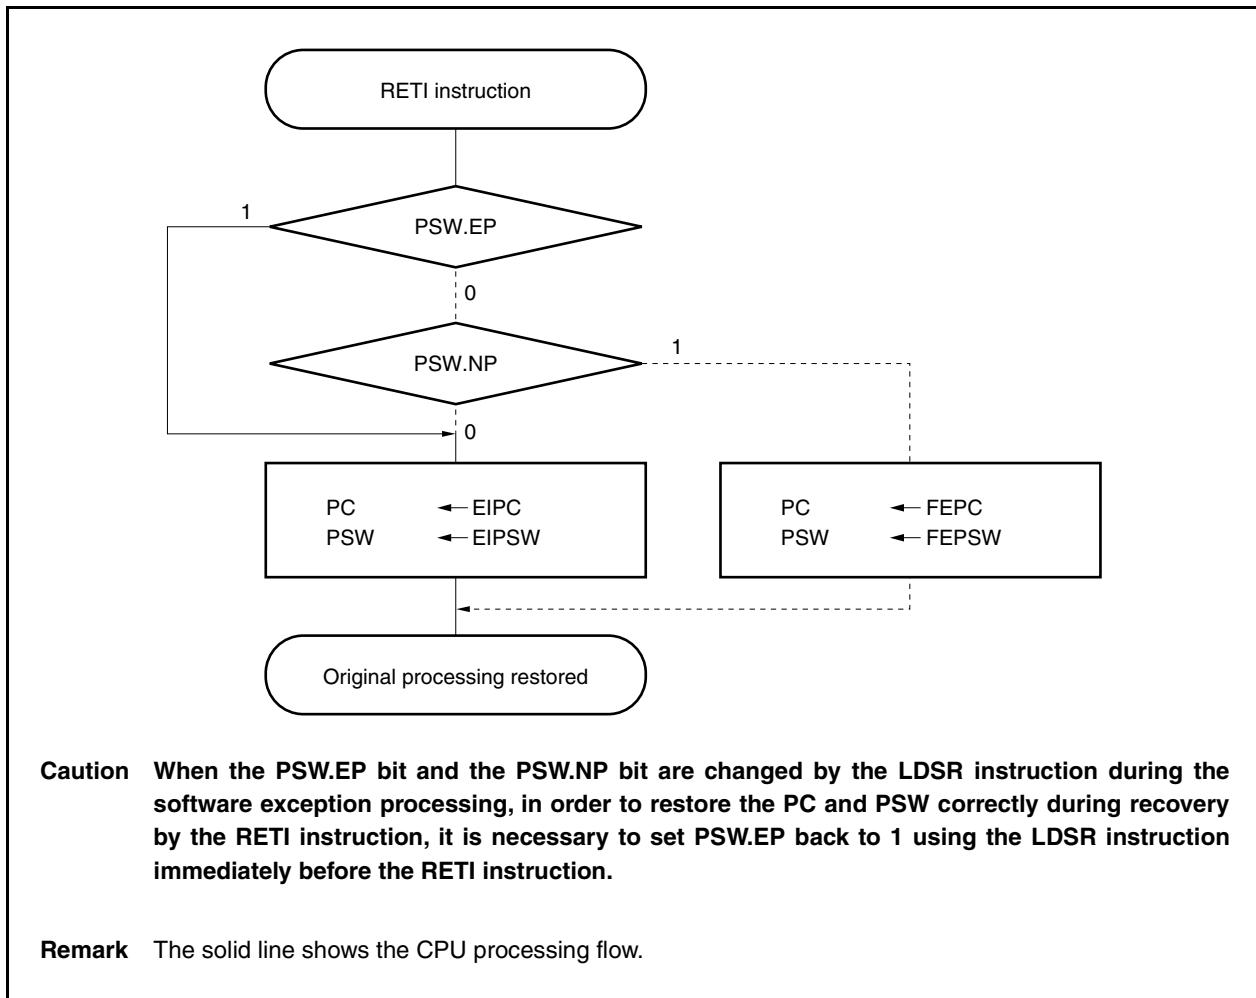 RETI instruction
1
PSW.EP
0
PSW.NP
1
0
PC ← EIPC
PSW ← EIPSW
PC ← FEPC
PSW ← FEPSW
Original processing restored
Caution When the PSW.EP bit and the PSW.NP bit are changed by the LDSR instruction during the
software exception processing, in order to restore the PC and PSW correctly during recovery
by the RETI instruction, it is necessary to set PSW.EP back to 1 using the LDSR instruction
immediately before the RETI instruction.
Remark The solid line shows the CPU processing flow.